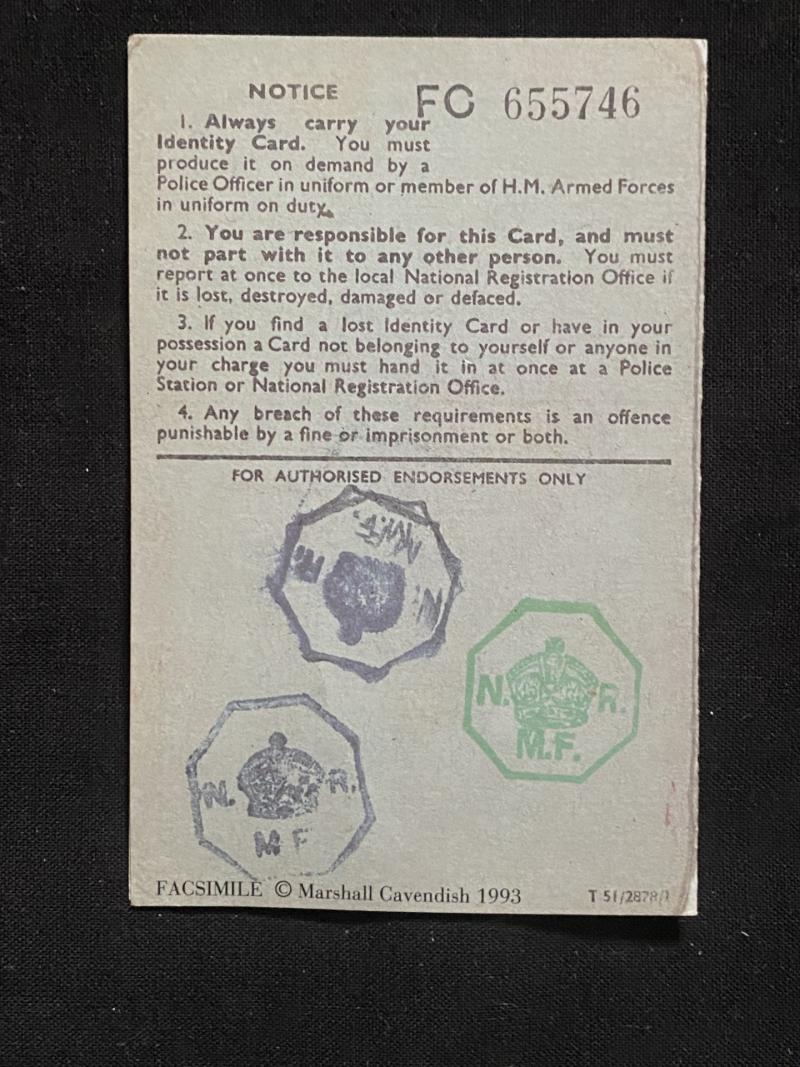 NOTICE
FC 655746
1. Always carry your
Identity Card. You must
produce it on demand by a
Police Officer in uniform or member of H.M. Armed Forces
in uniform on duty.
2. You are responsible for this Card, and must
not part with it to any other person. You must
report at once to the local National Registration Office if
it is lost, destroyed, damaged or defaced.
3. If you find a lost Identity Card or have in your
possession a Card not belonging to yourself or anyone in
your charge you must hand it in at once at a Police
Station or National Registration Office.
4. Any breach of these requirements is an offence
punishable by a fine or imprisonment or both.
FOR AUTHORISED ENDORSEMENTS ONLY
N. R.
M.F.
N. R.
M F
FACSIMILE © Marshall Cavendish 1993
T 51/2878/1